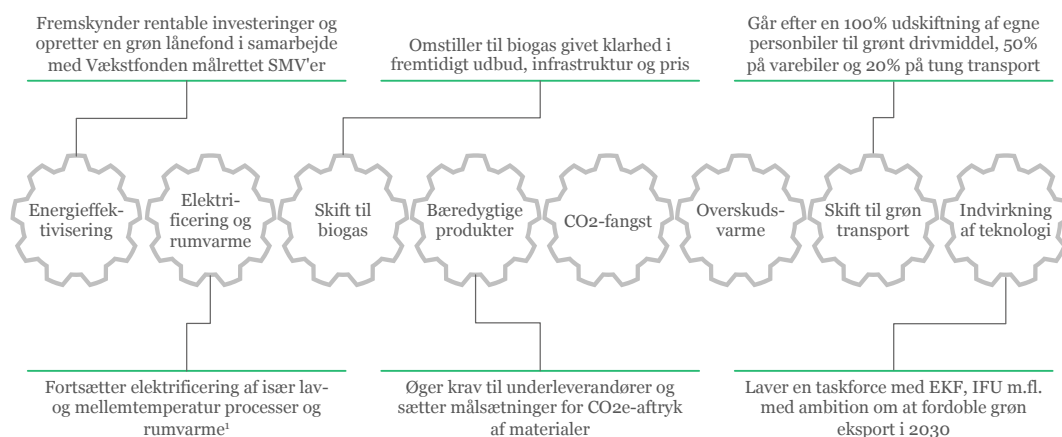 Fremskynder rentable investeringer og
opretter en grøn lånefond i samarbejde
med Vækstfonden målrettet SMV'er
Omstiller til biogas givet klarhed i
fremtidigt udbud, infrastruktur og pris
Går efter en 100% udskiftning af egne
personbiler til grønt drivmiddel, 50%
på varebiler og 20% på tung transport
Energieffek-
tivisering
Elektri-
ficering og
rumvarme
Skift til
biogas
Bæredygtige
produkter
CO2-fangst
Overskuds-
varme
Skift til grøn
transport
Indvirkning
af teknologi
Fortsætter elektrificering af især lav-
og mellemtemperatur processer og
rumvarme¹
Øger krav til underleverandører og
sætter målsætninger for CO2e-aftryk
af materialer
Laver en taskforce med EKF, IFU m.fl.
med ambition om at fordoble grøn
eksport i 2030